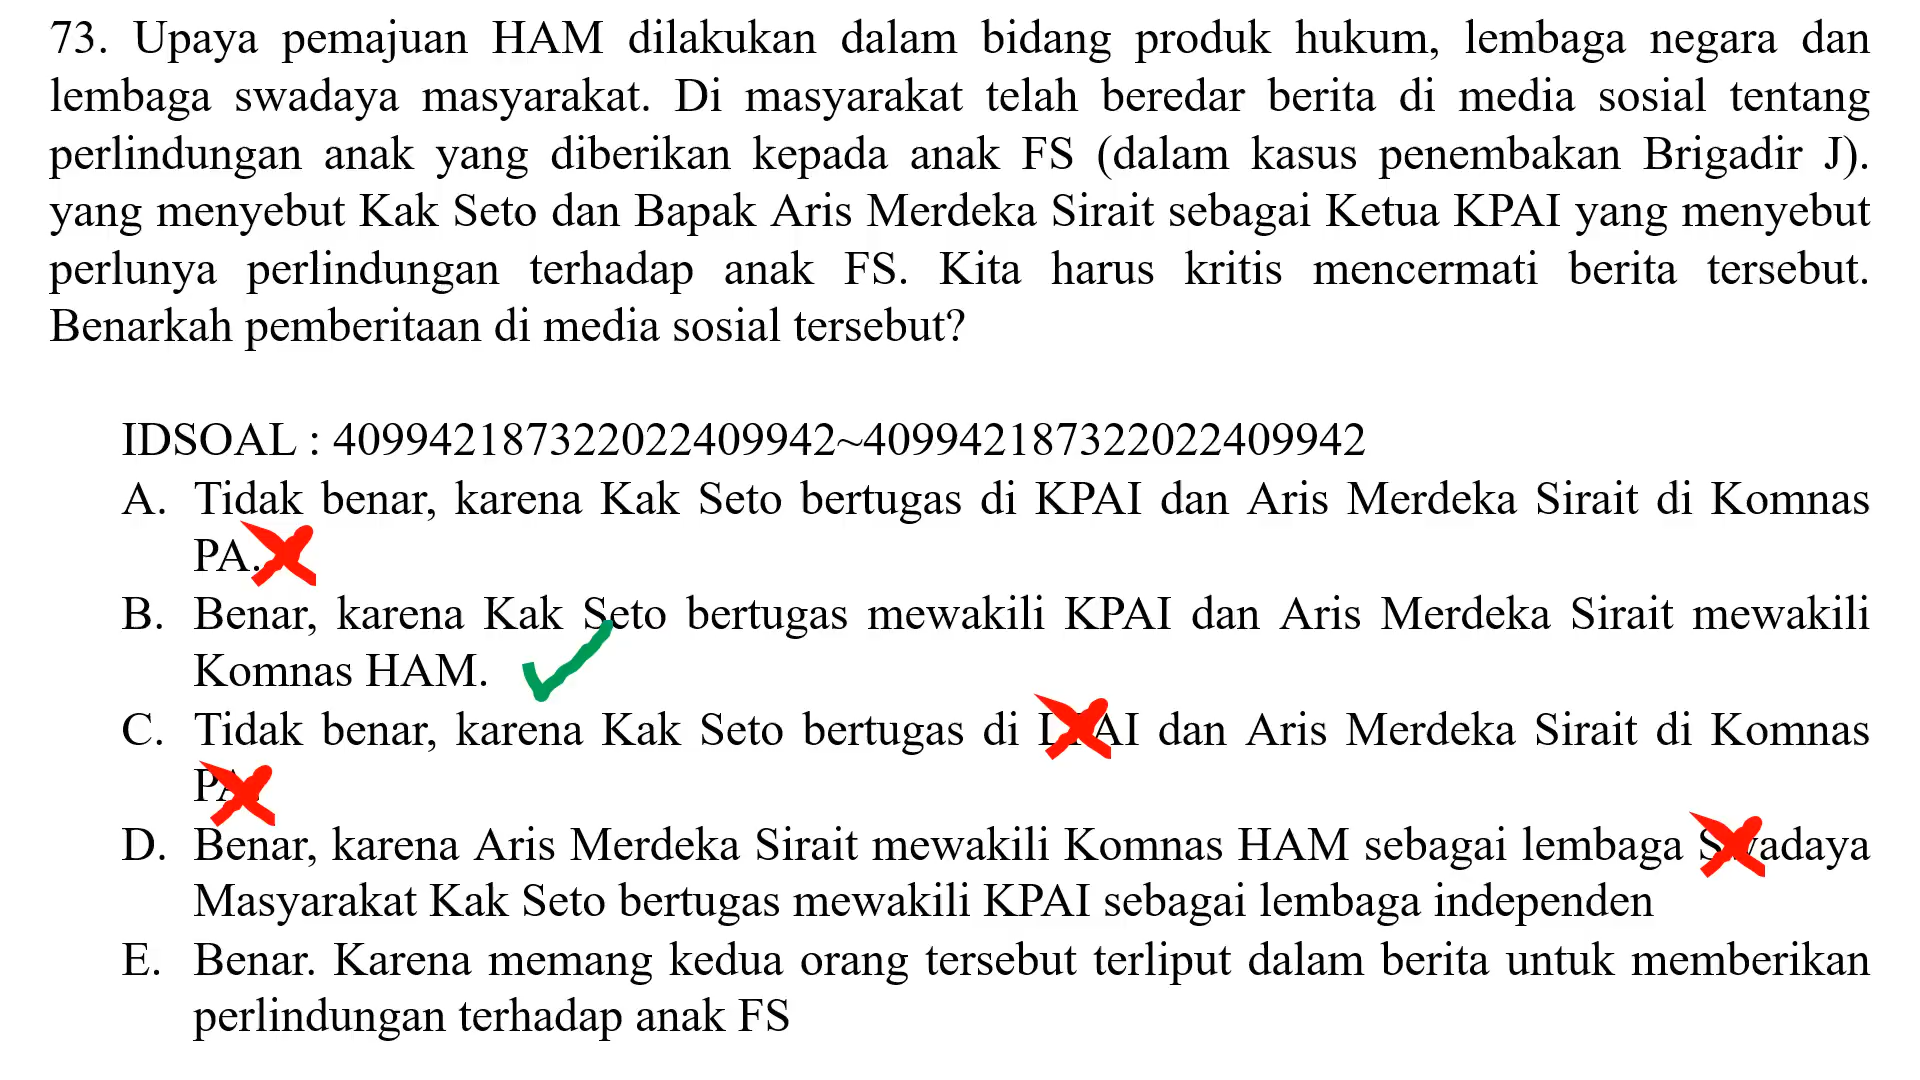 73. Upaya pemajuan HAM dilakukan dalam bidang produk hukum, lembaga negara dan
lembaga swadaya masyarakat. Di masyarakat telah beredar berita di media sosial tentang
perlindungan anak yang diberikan kepada anak FS (dalam kasus penembakan Brigadir J).
yang menyebut Kak Seto dan Bapak Aris Merdeka Sirait sebagai Ketua KPAI yang menyebut
perlunya perlindungan terhadap anak FS. Kita harus kritis mencermati berita tersebut.
Benarkah pemberitaan di media sosial tersebut?
IDSOAL : 409942187322022409942~409942187322022409942
A. Tidak benar, karena Kak Seto bertugas di KPAI dan Aris Merdeka Sirait di Komnas
PA.
B. Benar, karena Kak Seto bertugas mewakili KPAI dan Aris Merdeka Sirait mewakili
Komnas HAM.
C. Tidak benar, karena Kak Seto bertugas di dan Aris Merdeka Sirait di Komnas
PA.
D. Benar, karena Aris Merdeka Sirait mewakili Komnas HAM sebagai lembaga Swadaya
Masyarakat Kak Seto bertugas mewakili KPAI sebagai lembaga independen
E. Benar. Karena memang kedua orang tersebut terliput dalam berita untuk memberikan
perlindungan terhadap anak FS